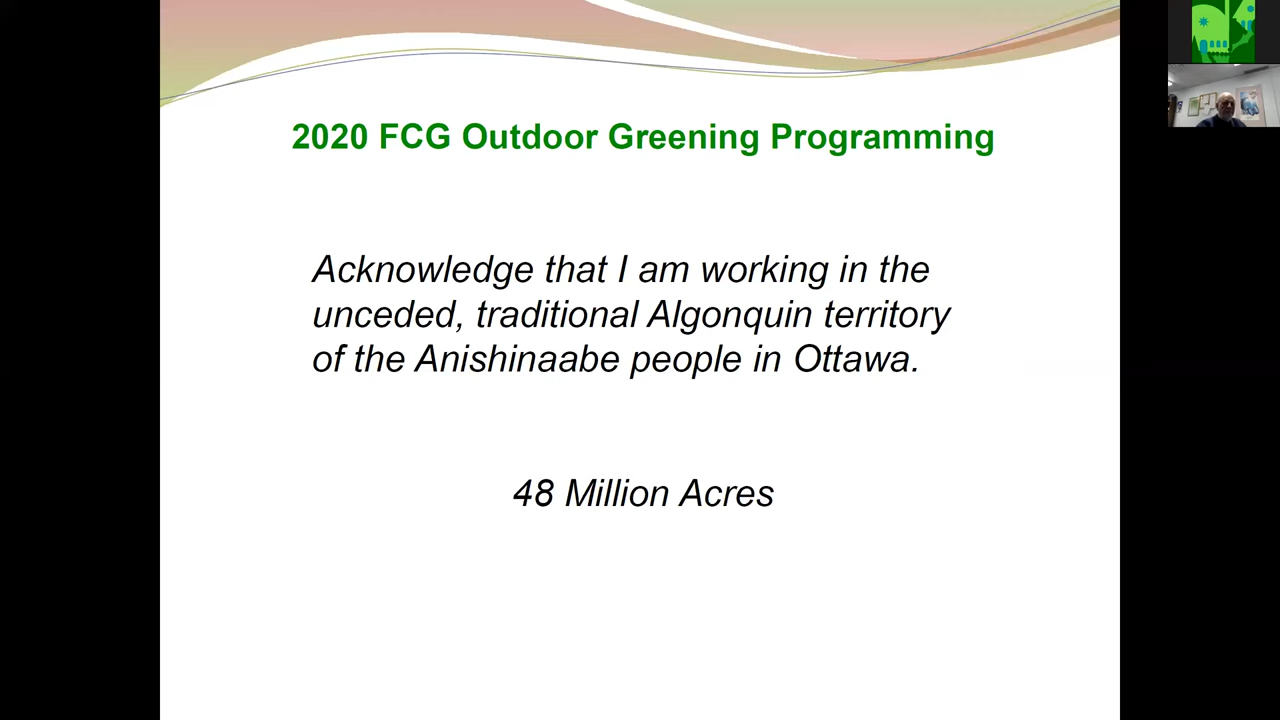 2020 FCG Outdoor Greening Programming
Acknowledge that I am working in the
unceded, traditional Algonquin territory
of the Anishinaabe people in Ottawa.
48 Million Acres